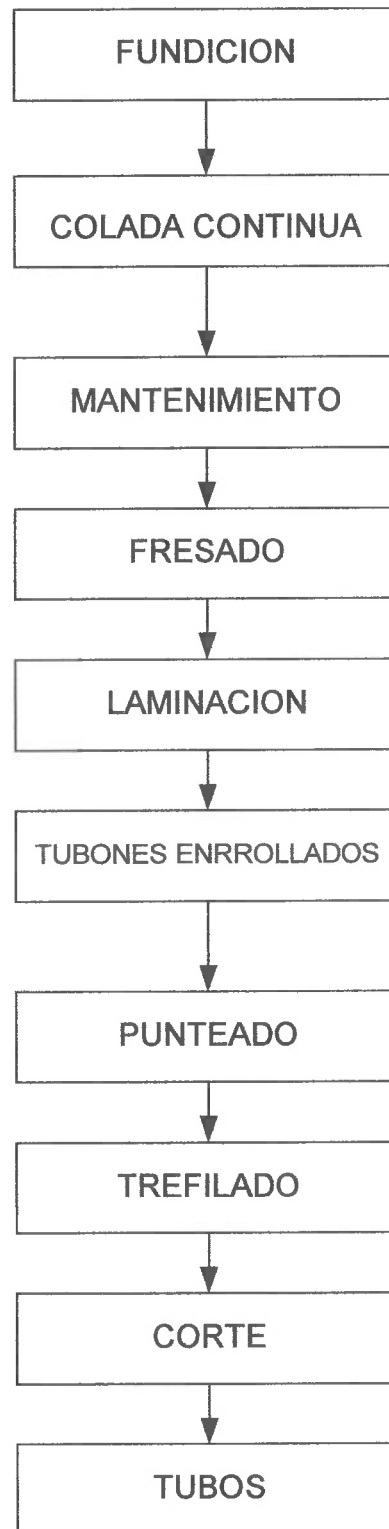 FUNDICION
COLADA CONTINUA
MANTENIMIENTO
FRESADO
LAMINACION
TUBONES ENRROLLADOS
PUNTEADO
TREFILADO
CORTE
TUBOS